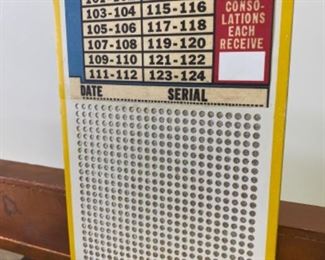 103-104 115-116
105-106 117-118
107-108 119-120
109-110 121-122
111-112 123-124
CONSO-
LATIONS
EACH
RECEIVE
DATE SERIAL